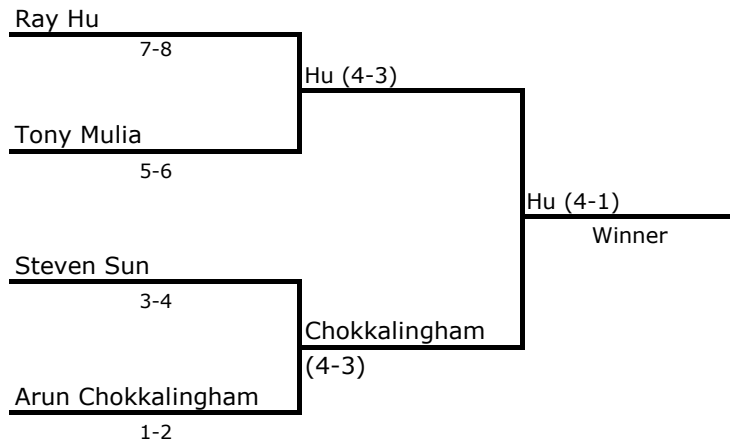 Ray Hu
7-8
Hu (4-3)
Tony Mulia
5-6
Hu (4-1)
Winner
Steven Sun
3-4
Chokkalingham
(4-3)
Arun Chokkalingham
1-2